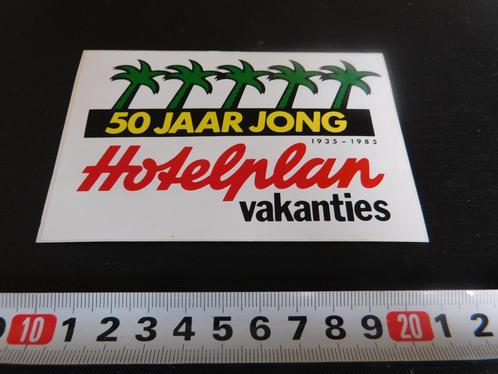 50 JAAR JONG
1935-1985
Hotelplan
vakanties
0 10 1 2 3 4 5 6 7 8 9 20 1 2